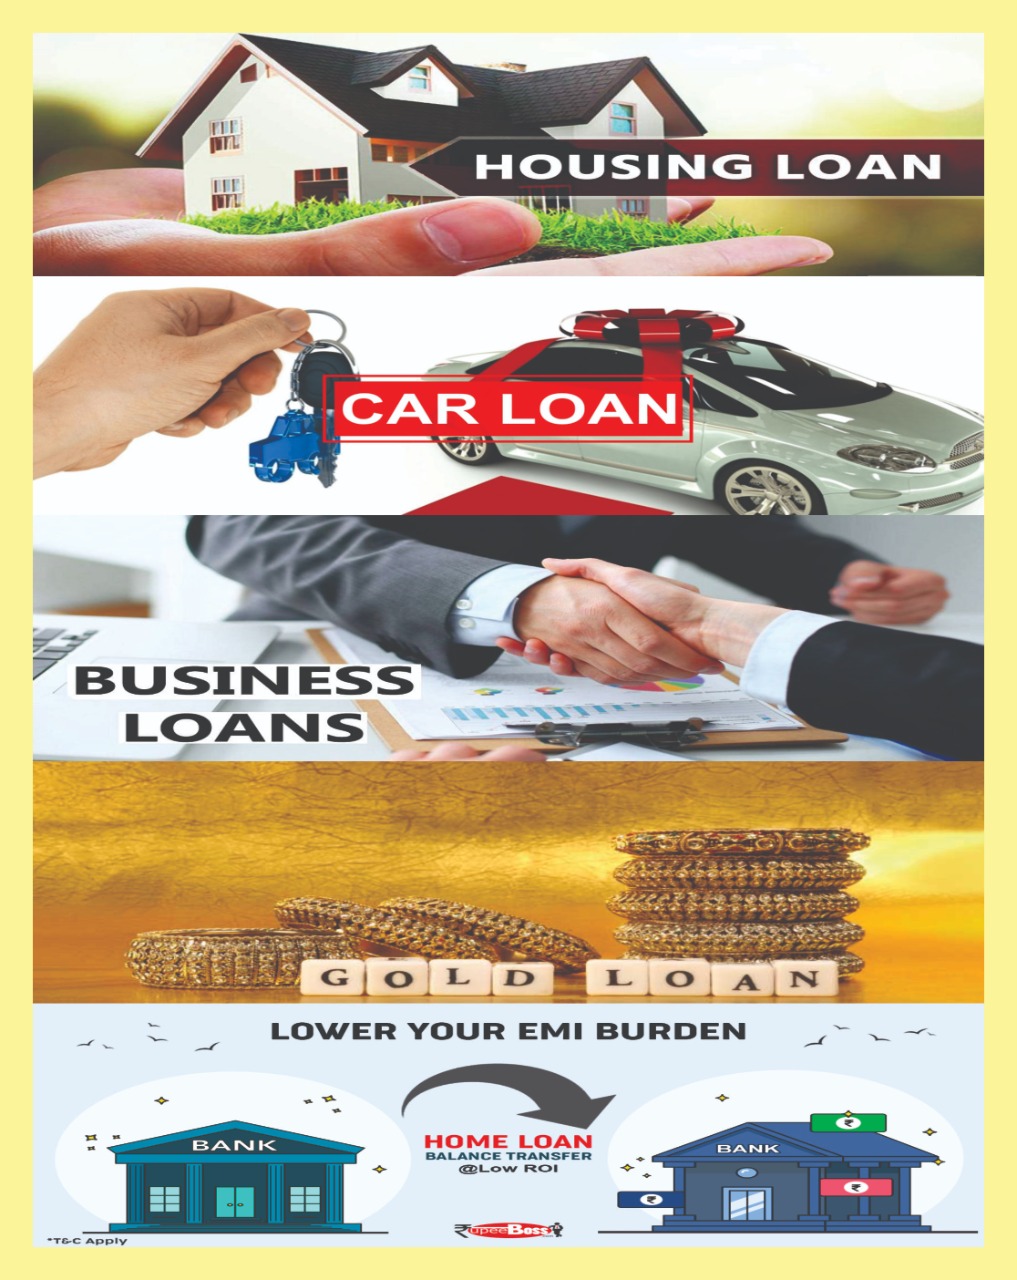 HOUSING LOAN
CAR LOAN
BUSINESS
LOANS
GOLD LOAN
LOWER YOUR EMI BURDEN
BANK
HOME LOAN
BALANCE TRANSFER
@Low ROI
BANK
₹
₹
₹
₹upeeBoss
*T&C Apply